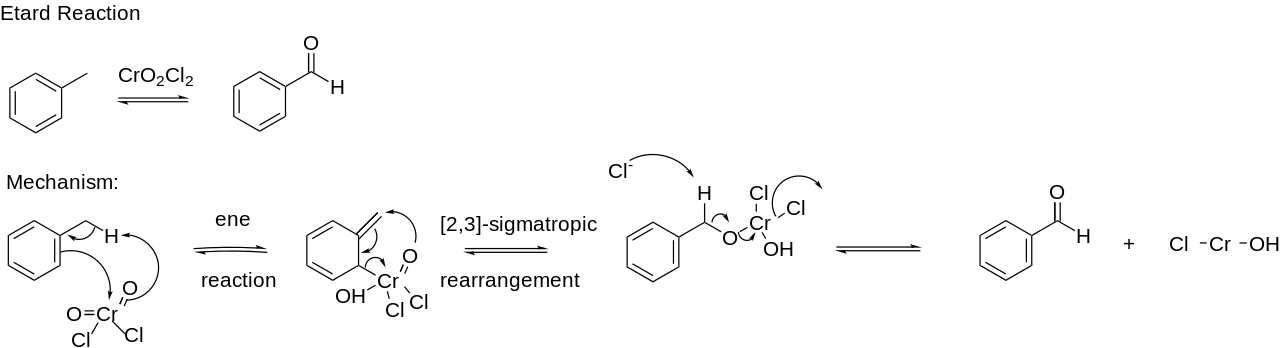 Etard Reaction
O
CrO2Cl2
H
Mechanism:
Cl-
H
Cl
Cl
Cr
O
OH
O
H
+
Cl
Cr
OH
H
ene
reaction
O
O
Cr
Cl
Cl
O
Cr
OH
Cl
Cl
[2,3]-sigmatropic
rearrangement